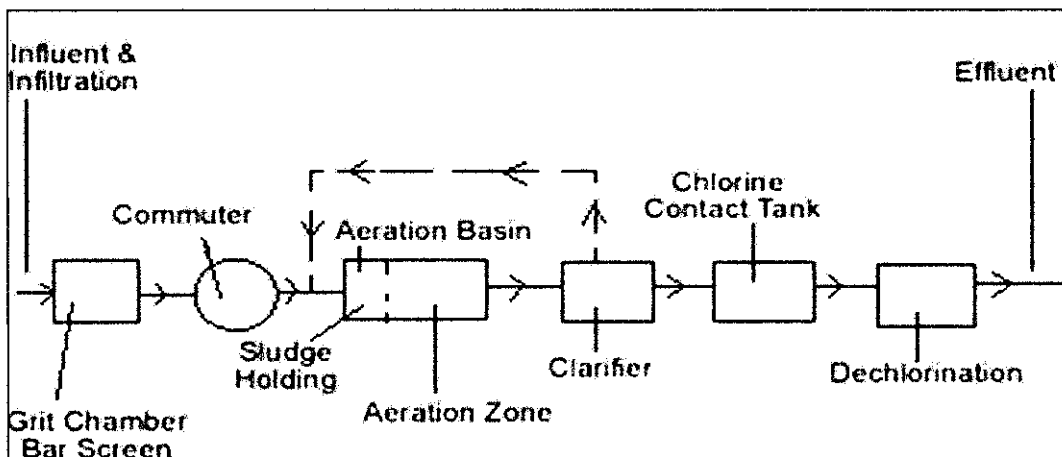 Influent &
Infiltration
Effluent
Chlorine
Contact Tank
Commuter
Aeration Basin
Sludge
Holding
Clarifier
Dechlorination
Aeration Zone
Grit Chamber
Bar Screen